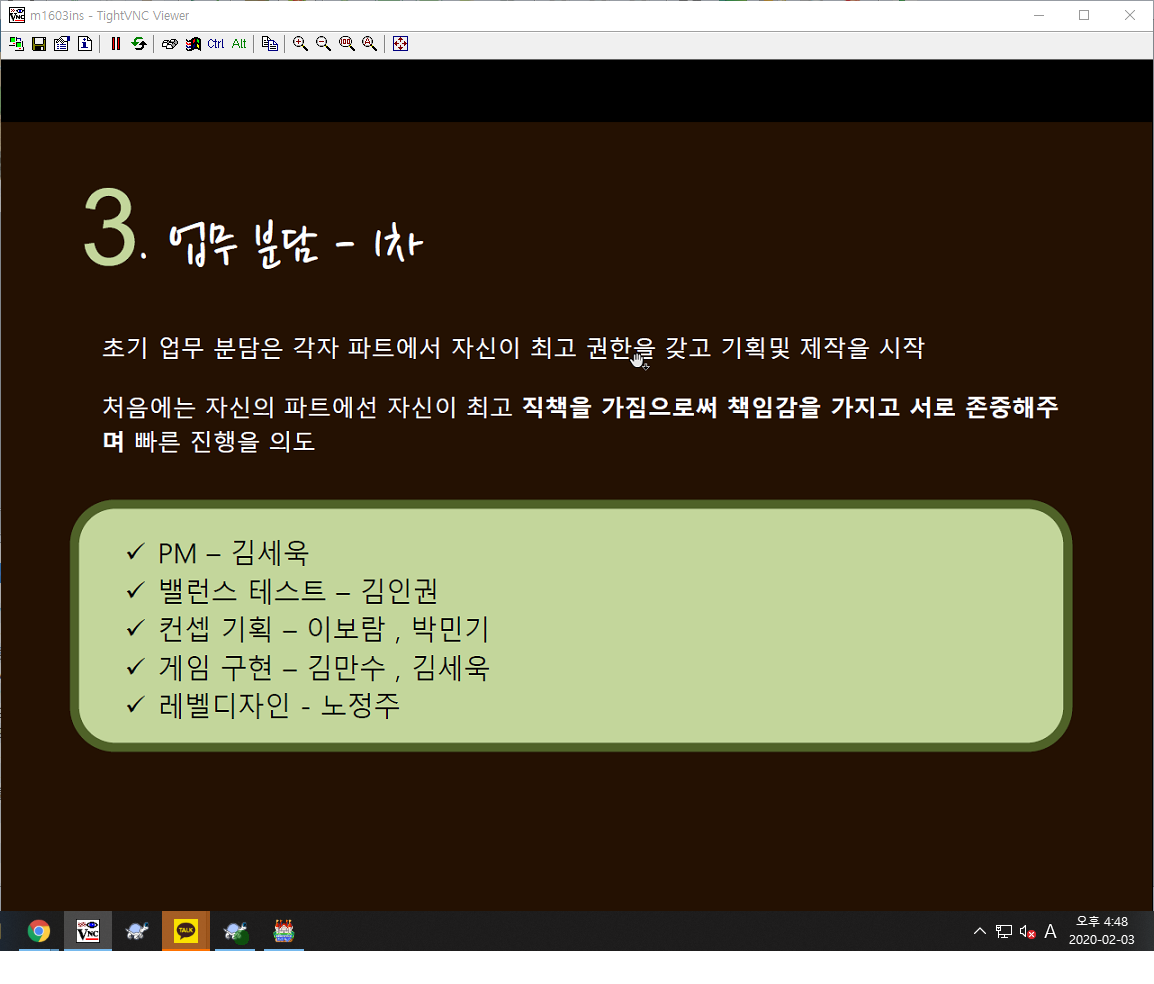 m1603ins - TightVNC Viewer
Ctrl Alt
3. 업무 분담 - 1차
초기 업무 분담은 각자 파트에서 자신이 최고 권한을 갖고 기획및 제작을 시작
처음에는 자신의 파트에선 자신이 최고 직책을 가짐으로써 책임감을 가지고 서로 존중해주
며 빠른 진행을 의도
✓ PM – 김세욱
✓ 밸런스 테스트 – 김인권
✓ 컨셉 기획 – 이보람 , 박민기
✓ 게임 구현 – 김만수 , 김세욱
✓ 레벨디자인 - 노정주
VNC
TALK
A
오후 4:48
2020-02-03